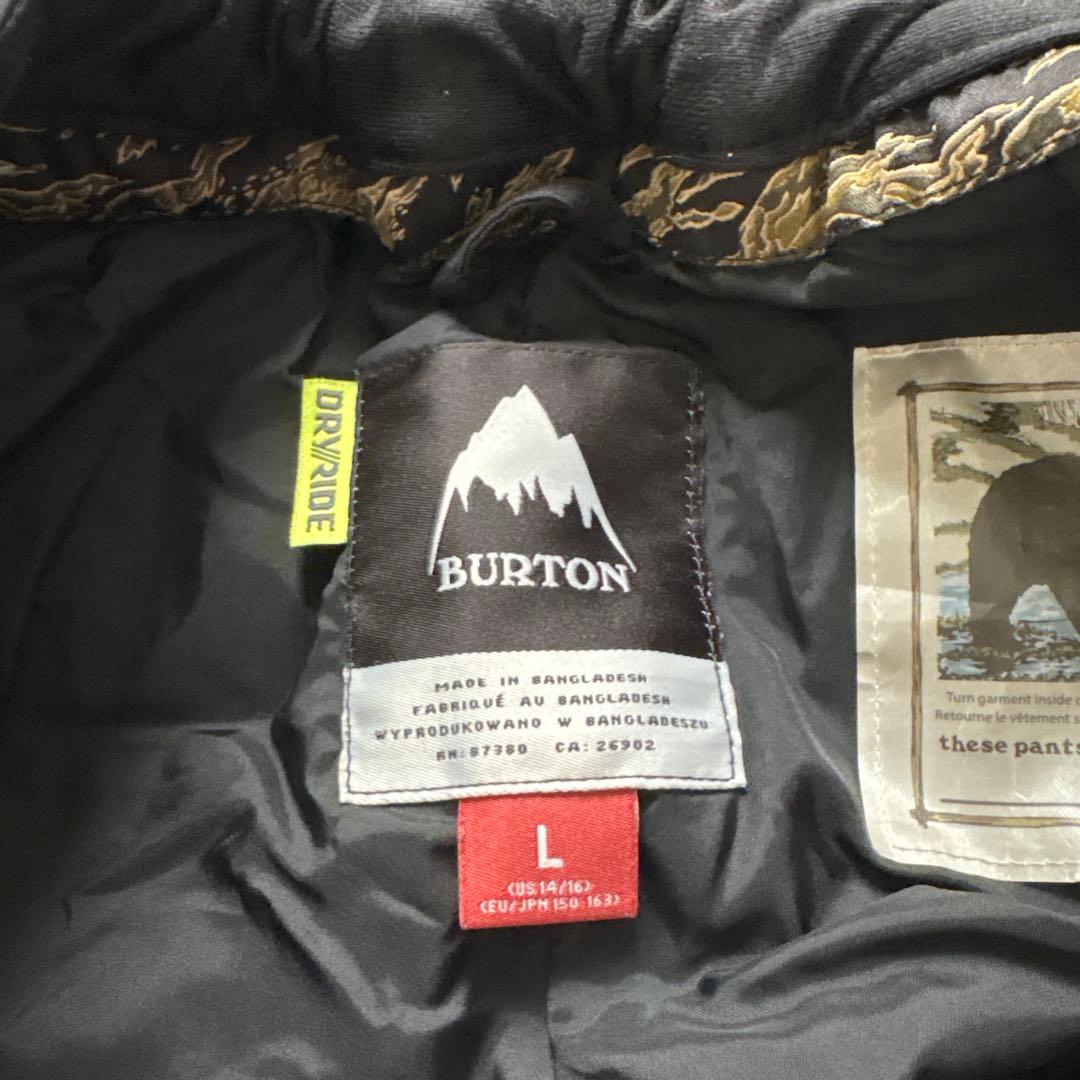 DRY//RIDE
BURTON
MADE IN BANGLADESH
FABRIQUÉ AU BANGLADESH
WYPRODUKOWANO W BANGLADESZU
RN: 87380 CA: 26902
L
(US:14/16)
(EU/JPN 150-163)
Turn garment inside
Retourne le vêtement
these pants